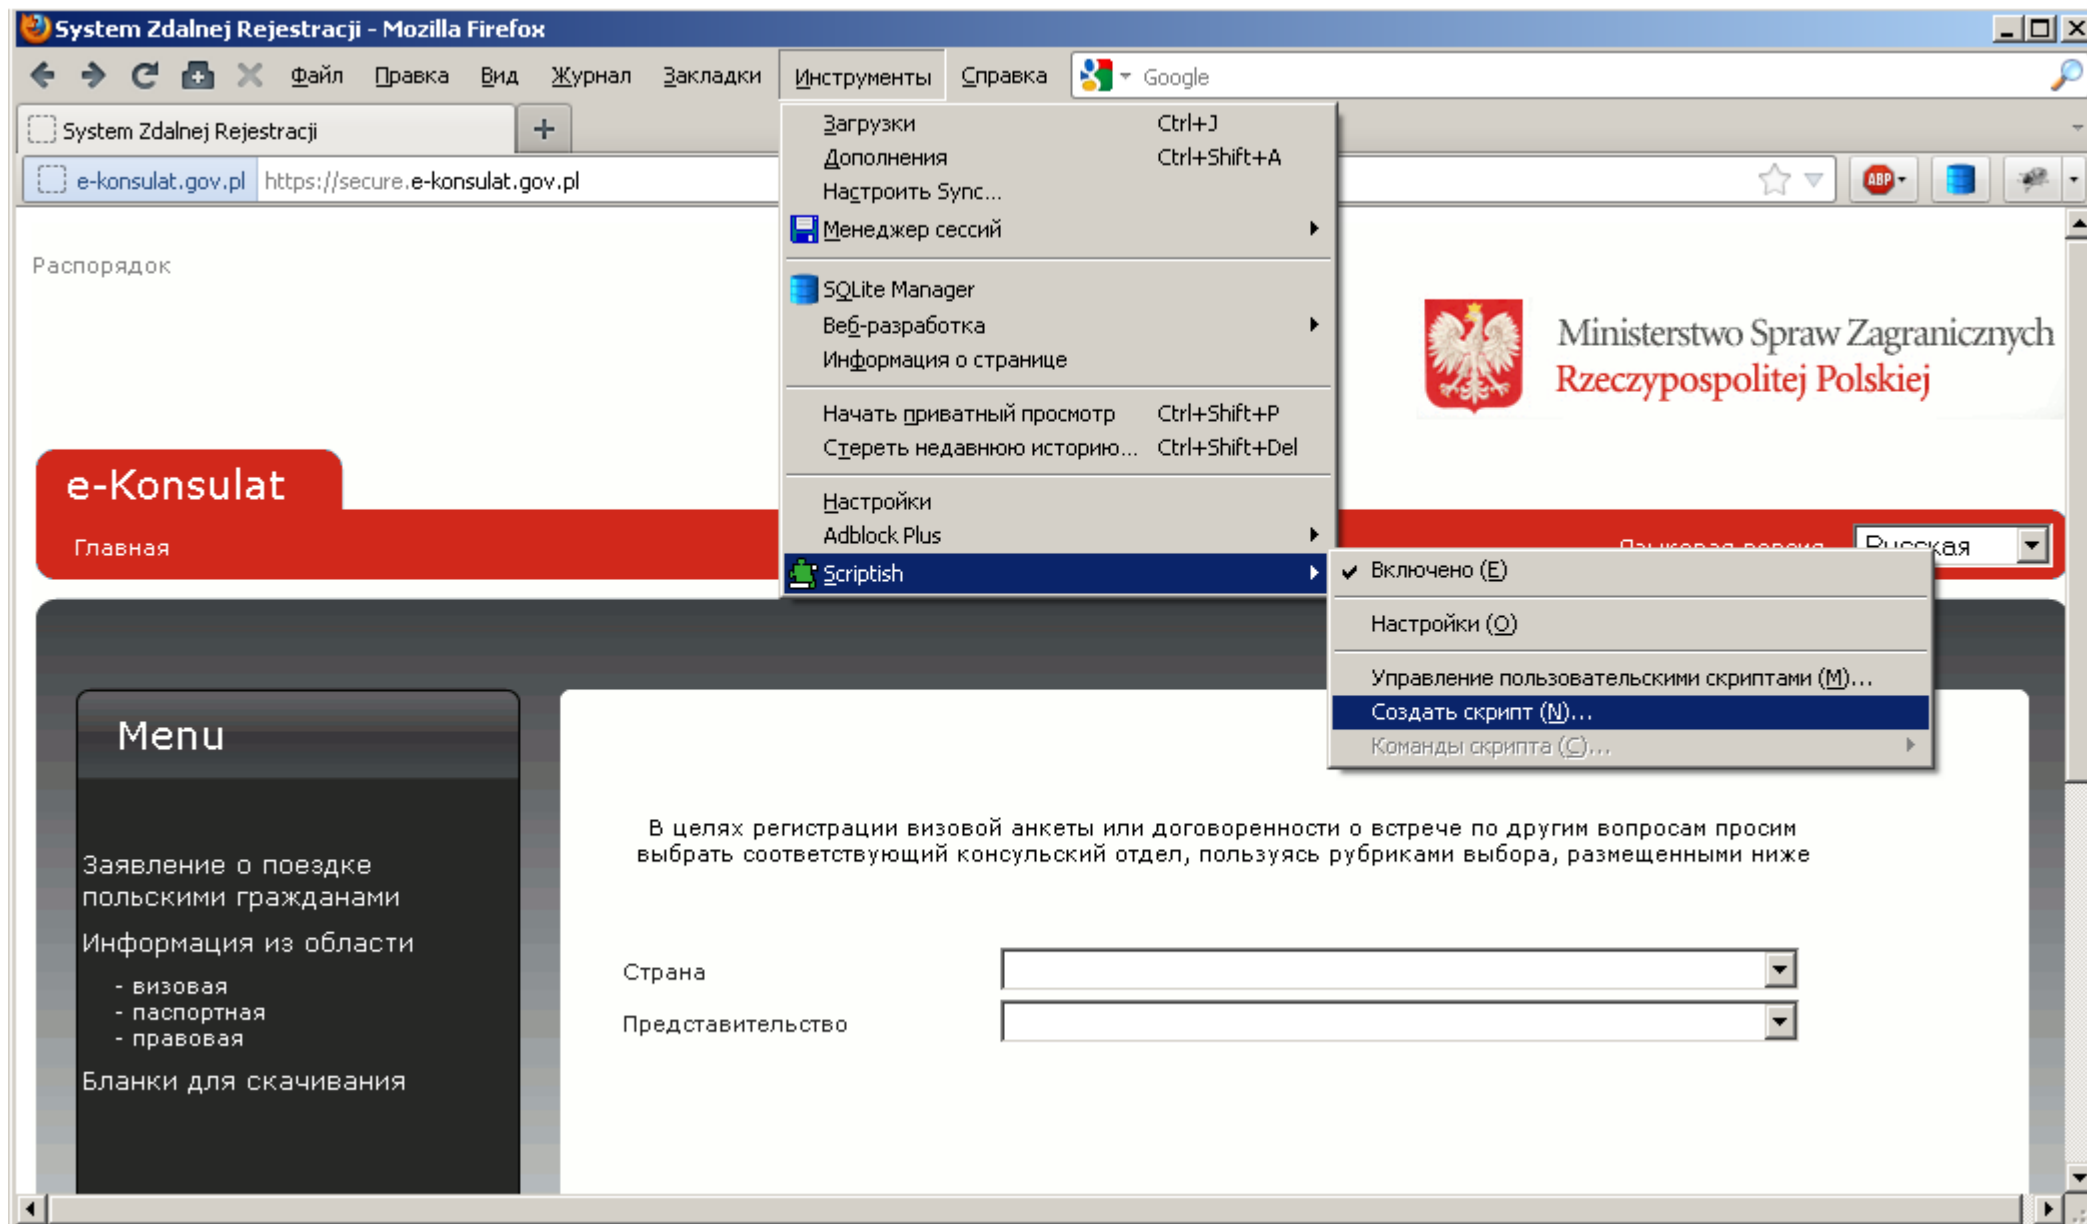 System Zdalnej Rejestracji - Mozilla Firefox
Файл Правка Вид Журнал Закладки Инструменты Справка Google
System Zdalnej Rejestracji +
e-konsulat.gov.pl https://secure.e-konsulat.gov.pl ABP
Загрузки Ctrl+J
Дополнения Ctrl+Shift+A
Настроить Sync...
Менеджер сессий
SQLite Manager
Веб-разработка
Информация о странице
Начать приватный просмотр Ctrl+Shift+P
Стереть недавнюю историю... Ctrl+Shift+Del
Настройки
Adblock Plus
Scriptish
Включено (E)
Настройки (O)
Управление пользовательскими скриптами (M)...
Создать скрипт (N)...
Команды скрипта (C)...
Распорядок
Ministerstwo Spraw Zagranicznych
Rzeczypospolitej Polskiej
e-Konsulat
Главная
Языковая версия Русская
Menu
Заявление о поездке
польскими гражданами
Информация из области
- визовая
- паспортная
- правовая
Бланки для скачивания
В целях регистрации визовой анкеты или договоренности о встрече по другим вопросам просим
выбрать соответствующий консульский отдел, пользуясь рубриками выбора, размещенными ниже
Страна
Представительство